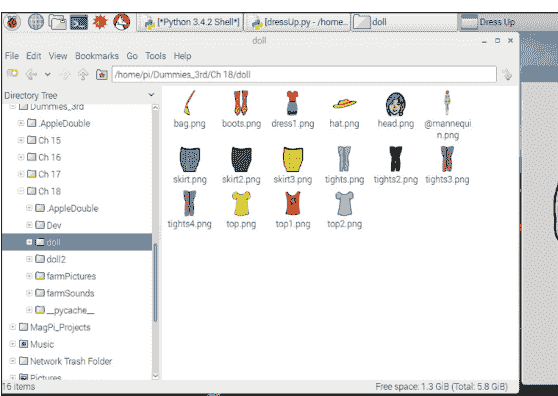 [*Python 3.4.2 Shell*]
[dressUp.py - /home...
doll
Dress Up
doll
File Edit View Bookmarks Go Tools Help
/home/pi/Dummies_3rd/Ch 18/doll
Directory Tree
Dummies_3rd
.AppleDouble
Ch 15
Ch 16
Ch 17
Ch 18
.AppleDouble
Dev
doll
doll2
farmPictures
farmSounds
__pycache__
MagPi_Projects
Music
Network Trash Folder
Pictures
bag.png boots.png dress1.png hat.png head.png @mannequi
n.png
skirt.png skirt2.png skirt3.png tights.png tights2.png tights3.png
tights4.png top.png top1.png top2.png
16 items
Free space: 1.3 GiB (Total: 5.8 GiB)